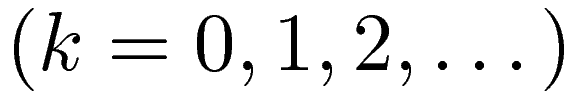 (k = 0, 1, 2, . . . )